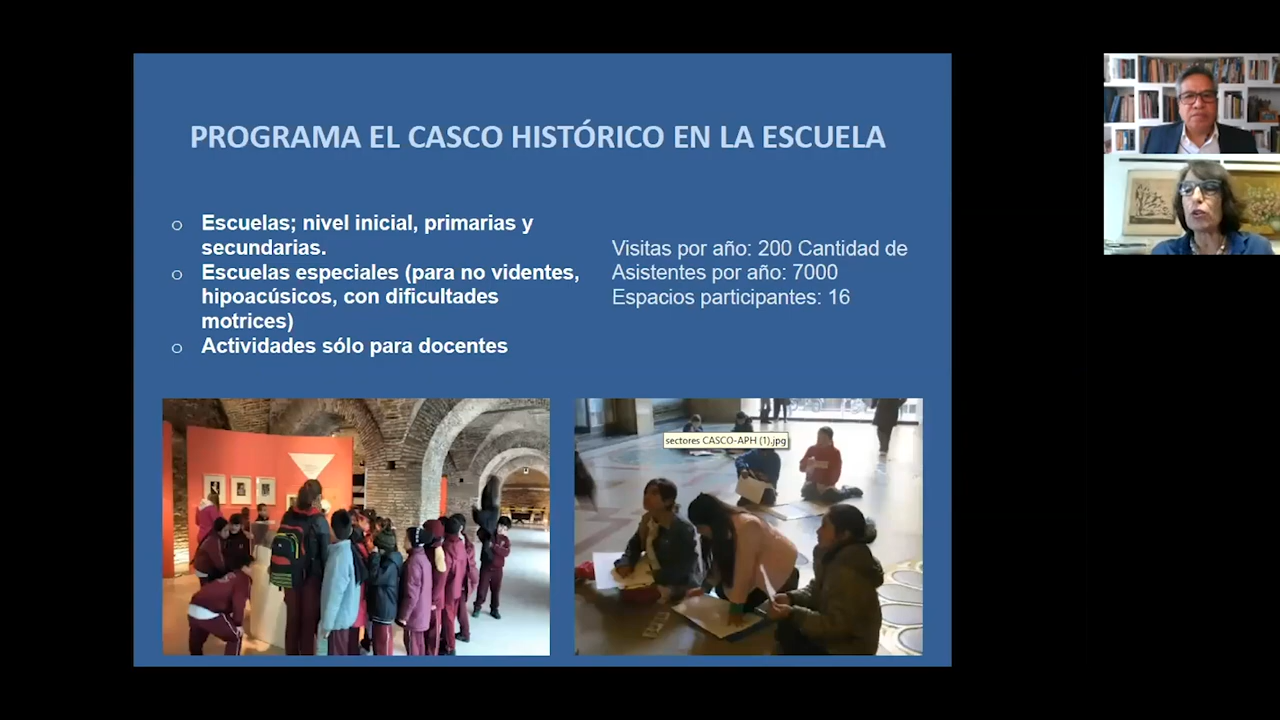 PROGRAMA EL CASCO HISTÓRICO EN LA ESCUELA
o Escuelas; nivel inicial, primarias y
secundarias.
o Escuelas especiales (para no videntes,
hipoacúsicos, con dificultades
motrices)
o Actividades sólo para docentes
Visitas por año: 200 Cantidad de
Asistentes por año: 7000
Espacios participantes: 16
sectores CASCO-APH (1).jpg